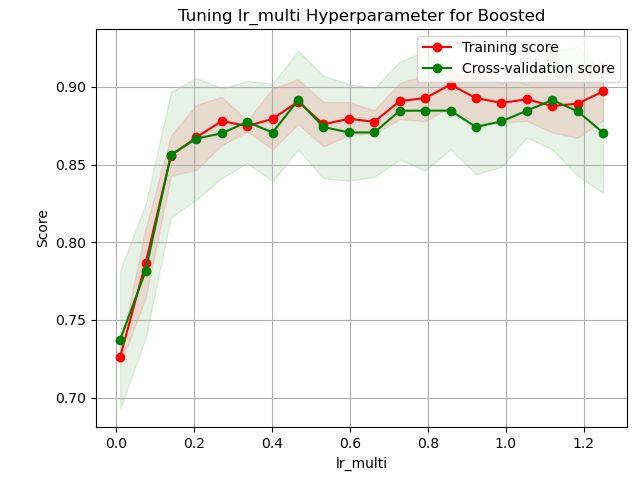 Tuning lr_multi Hyperparameter for Boosted
Training score
Cross-validation score
0.90
0.85
0.80
0.75
0.70
Score
0.0 0.2 0.4 0.6 0.8 1.0 1.2
lr_multi